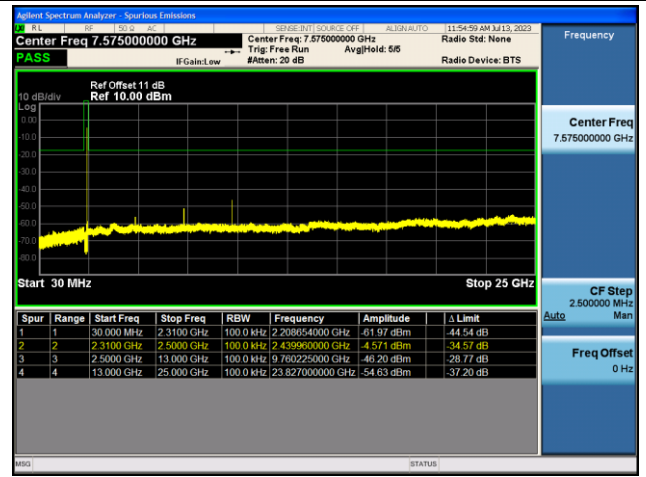 Agilent Spectrum Analyzer - Spurious Emissions
RL RF 50 Ω AC SENSE:INT SOURCE OFF ALIGN AUTO 11:54:59 AM Jul 13, 2023
Center Freq 7.575000000 GHz Center Freq: 7.575000000 GHz Radio Std: None
Trig: Free Run Avg|Hold: 5/5
PASS IFGain:Low #Atten: 20 dB Radio Device: BTS
Ref Offset 11 dB
10 dB/div Ref 10.00 dBm
Log
0.00
-10.0
-20.0
-30.0
-40.0
-50.0
-60.0
-70.0
-80.0
Start 30 MHz Stop 25 GHz
Spur Range Start Freq Stop Freq RBW Frequency Amplitude Δ Limit
1 1 30.000 MHz 2.3100 GHz 100.0 kHz 2.208654000 GHz -61.97 dBm -44.54 dB
2 2 2.3100 GHz 2.5000 GHz 100.0 kHz 2.439960000 GHz -4.571 dBm -34.57 dB
3 3 2.5000 GHz 13.000 GHz 100.0 kHz 9.760225000 GHz -46.20 dBm -28.77 dB
4 4 13.000 GHz 25.000 GHz 100.0 kHz 23.827000000 GHz -54.63 dBm -37.20 dB
MSG STATUS
Frequency
Center Freq
7.575000000 GHz
CF Step
2.500000 MHz
Auto Man
Freq Offset
0 Hz